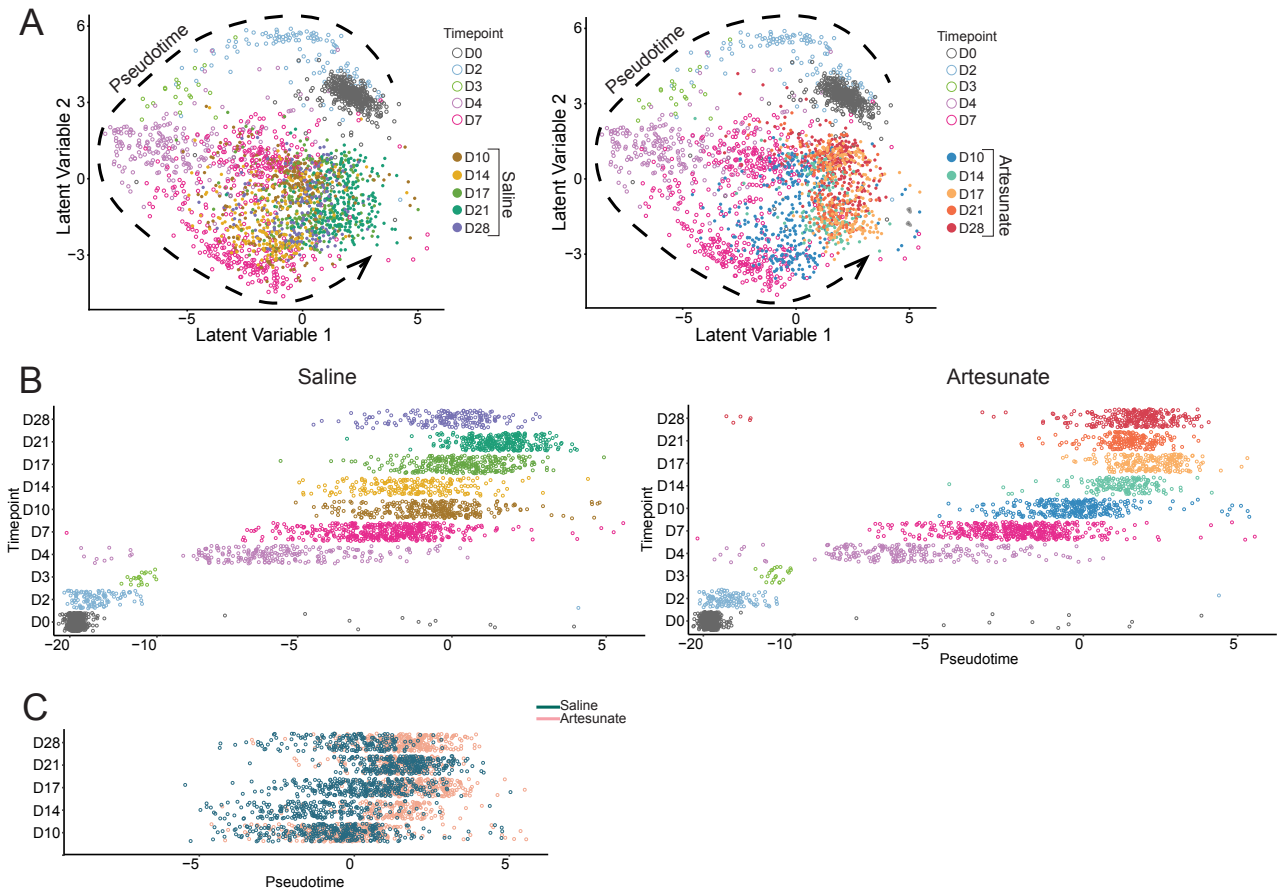 A
6
3
0
−3
−5
0
5
Latent Variable 2
Latent Variable 1
Pseudotime
Timepoint
D0
D2
D3
D4
D7
D10
D14
D17
D21
D28
Saline
6
3
0
−3
−5
0
5
Latent Variable 2
Latent Variable 1
Pseudotime
Timepoint
D0
D2
D3
D4
D7
D10
D14
D17
D21
D28
Artesunate
B
Saline
Timepoint
D28
D21
D17
D14
D10
D7
D4
D3
D2
D0
−20
−10
−5
0
5
Artesunate
Timepoint
D28
D21
D17
D14
D10
D7
D4
D3
D2
D0
−20
−10
−5
0
5
Pseudotime
C
Saline
Artesunate
Timepoint
D28
D21
D17
D14
D10
−5
0
5
Pseudotime